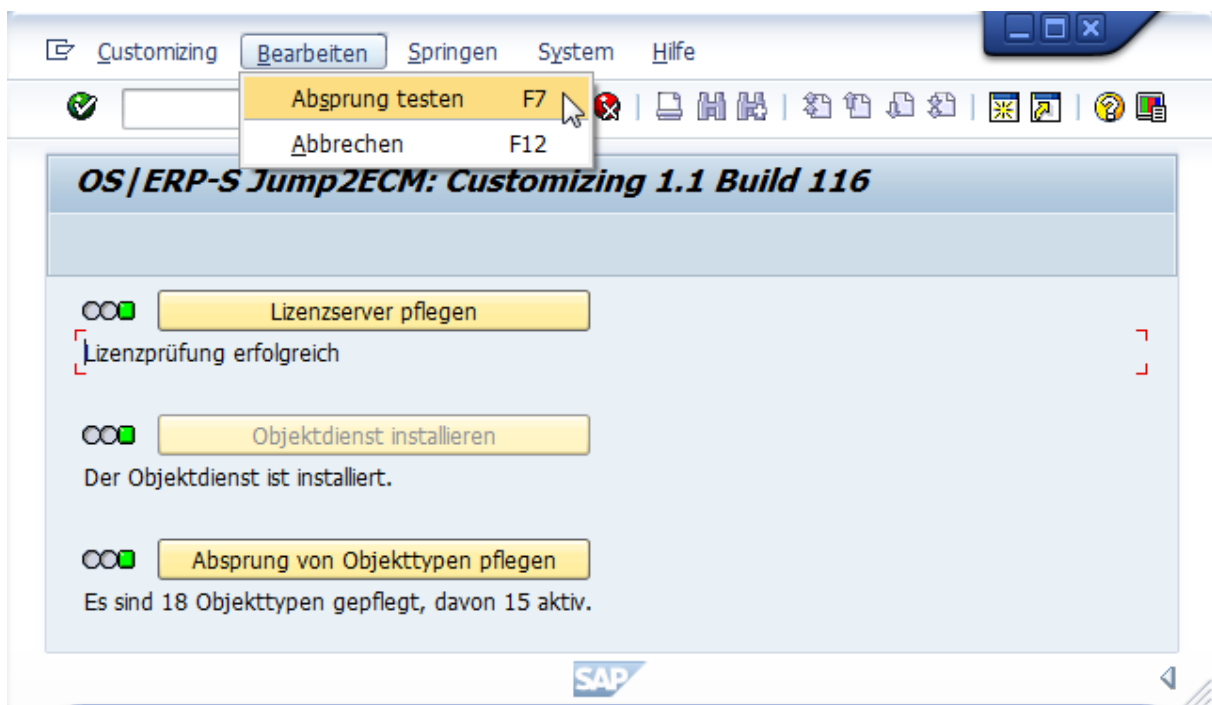 Customizing Bearbeiten Springen System Hilfe
Absprung testen F7
Abbrechen F12
OS|ERP-S Jump2ECM: Customizing 1.1 Build 116
Lizenzserver pflegen
Lizenzprüfung erfolgreich
Objektdienst installieren
Der Objektdienst ist installiert.
Absprung von Objekttypen pflegen
Es sind 18 Objekttypen gepflegt, davon 15 aktiv.
SAP